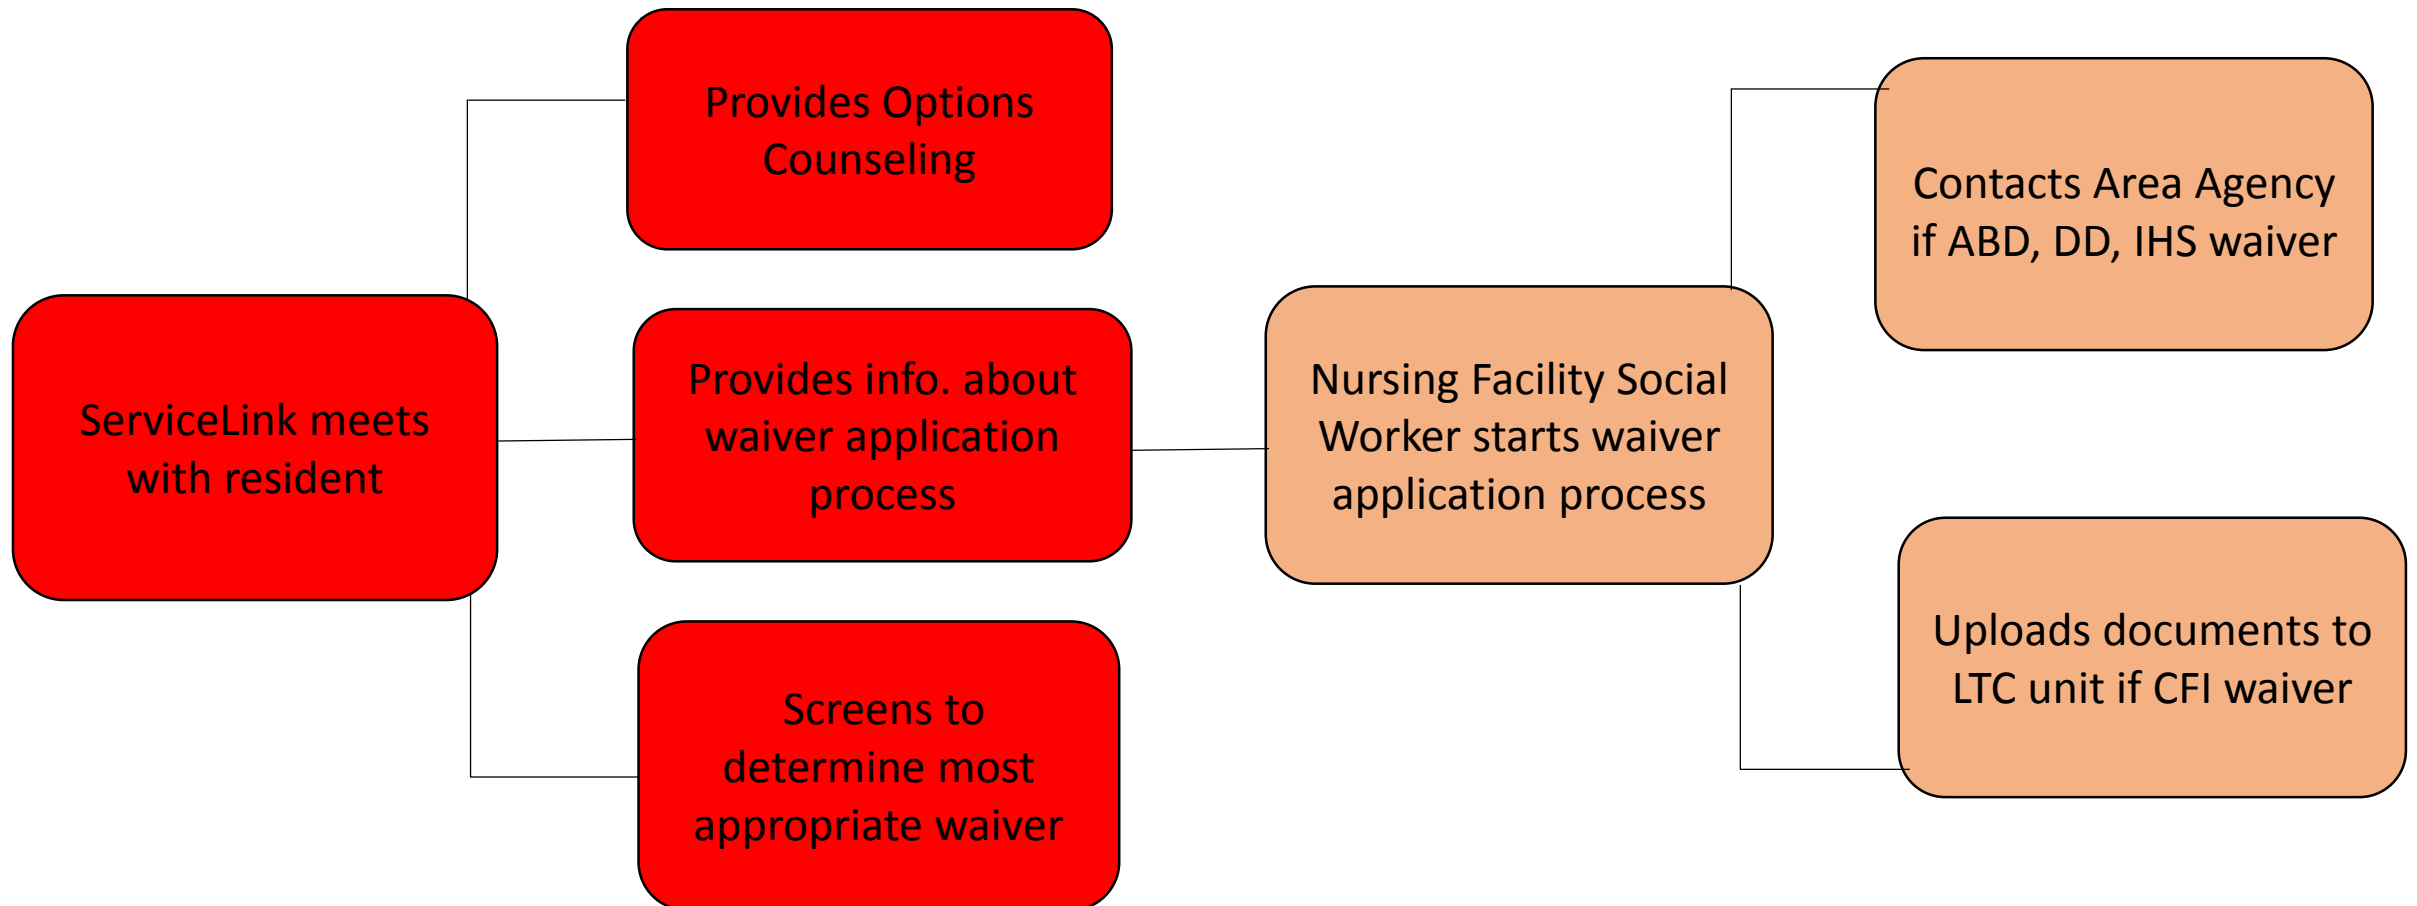 Provides Options
Counseling
ServiceLink meets
with resident
Provides info. about
waiver application
process
Screens to
determine most
appropriate waiver
Nursing Facility Social
Worker starts waiver
application process
Contacts Area Agency
if ABD, DD, IHS waiver
Uploads documents to
LTC unit if CFI waiver